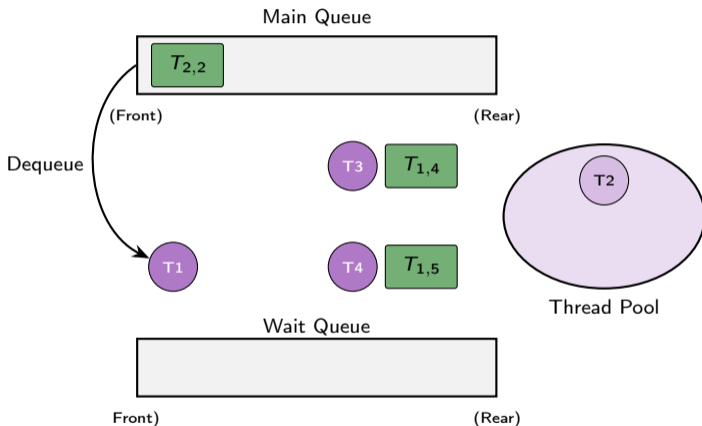 Main Queue
T2,2
(Front)
(Rear)
Dequeue
T3
T1,4
T2
T1
T4
T1,5
Thread Pool
Wait Queue
Front)
(Rear)